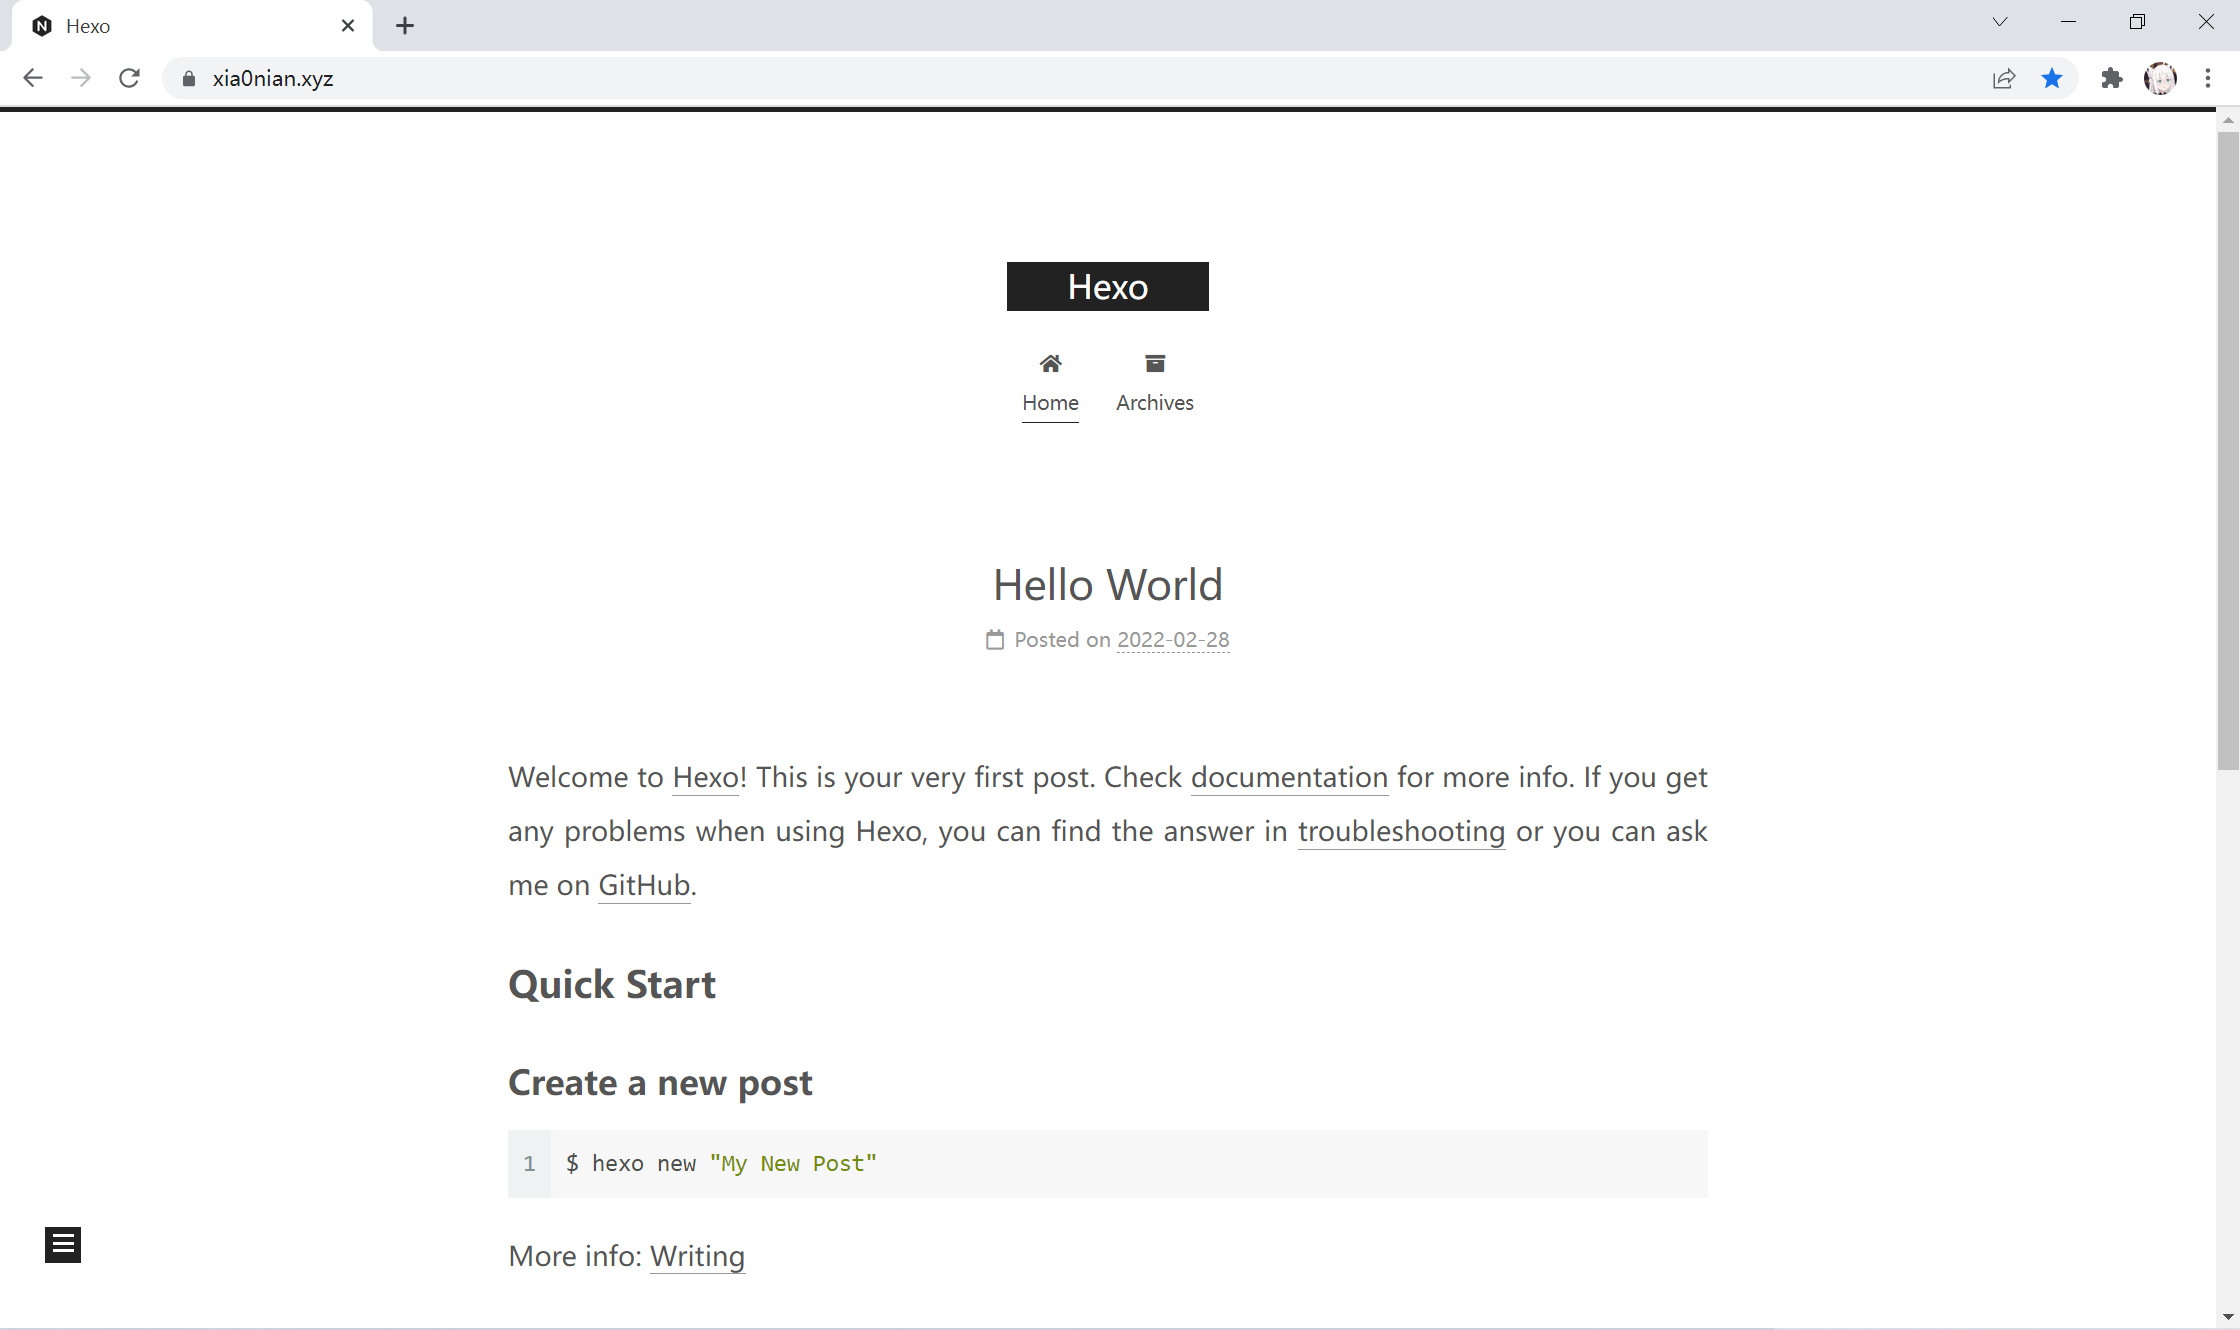 Hexo
xia0nian.xyz
Hexo
Home Archives
Hello World
Posted on 2022-02-28
Welcome to Hexo! This is your very first post. Check documentation for more info. If you get
any problems when using Hexo, you can find the answer in troubleshooting or you can ask
me on GitHub.
Quick Start
Create a new post
1 $ hexo new "My New Post"
More info: Writing